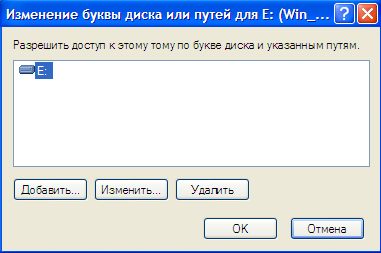 Изменение буквы диска или путей для E: (Win_...
Разрешить доступ к этому тому по букве диска и указанным путям.
E:
Добавить... Изменить... Удалить
OK Отмена